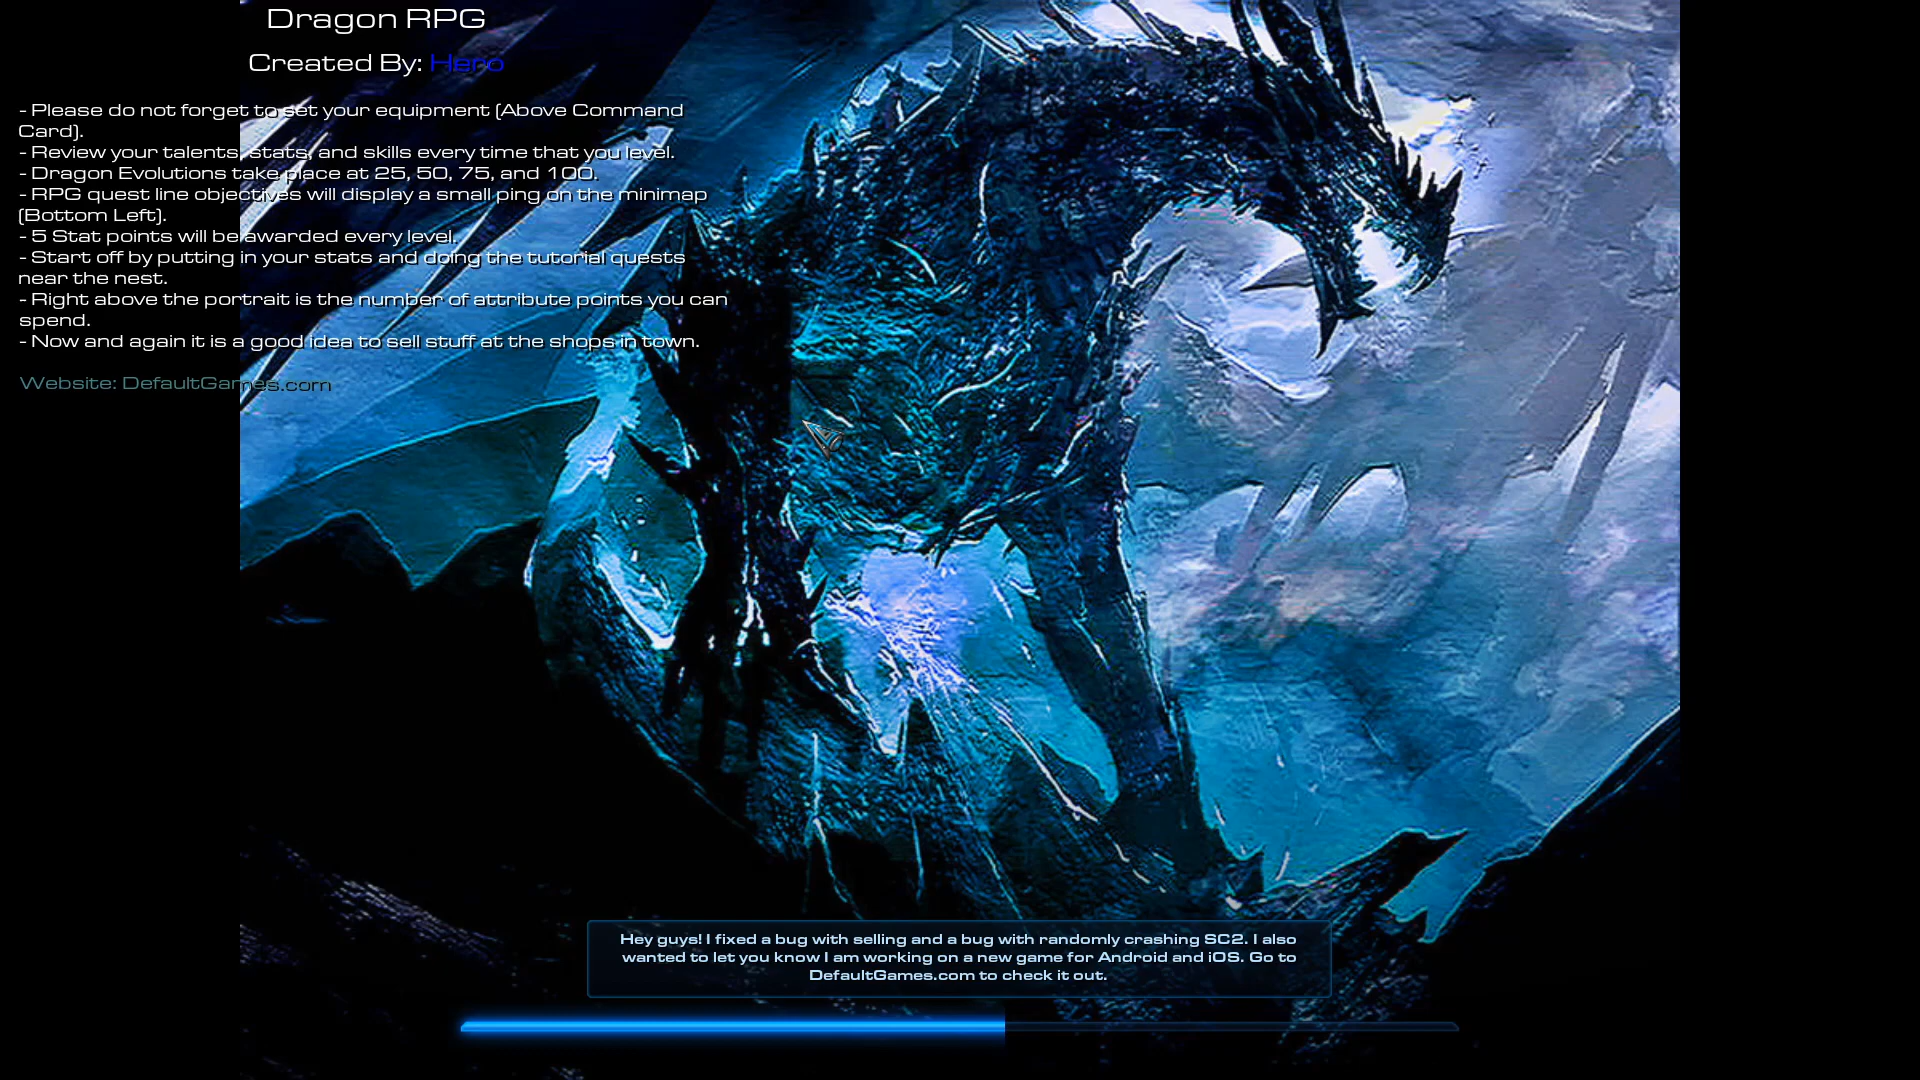 Dragon RPG
Created By: Hero
- Please do not forget to set your equipment (Above Command
Card).
- Review your talents, stats, and skills every time that you level.
- Dragon Evolutions take place at 25, 50, 75, and 100.
- RPG quest line objectives will display a small ping on the minimap
(Bottom Left).
- 5 Stat points will be awarded every level.
- Start off by putting in your stats and doing the tutorial quests
near the nest.
- Right above the portrait is the number of attribute points you can
spend.
- Now and again it is a good idea to sell stuff at the shops in town.
Website: DefaultGames.com
Hey guys! I fixed a bug with selling and a bug with randomly crashing SC2. I also
wanted to let you know I am working on a new game for Android and iOS. Go to
DefaultGames.com to check it out.